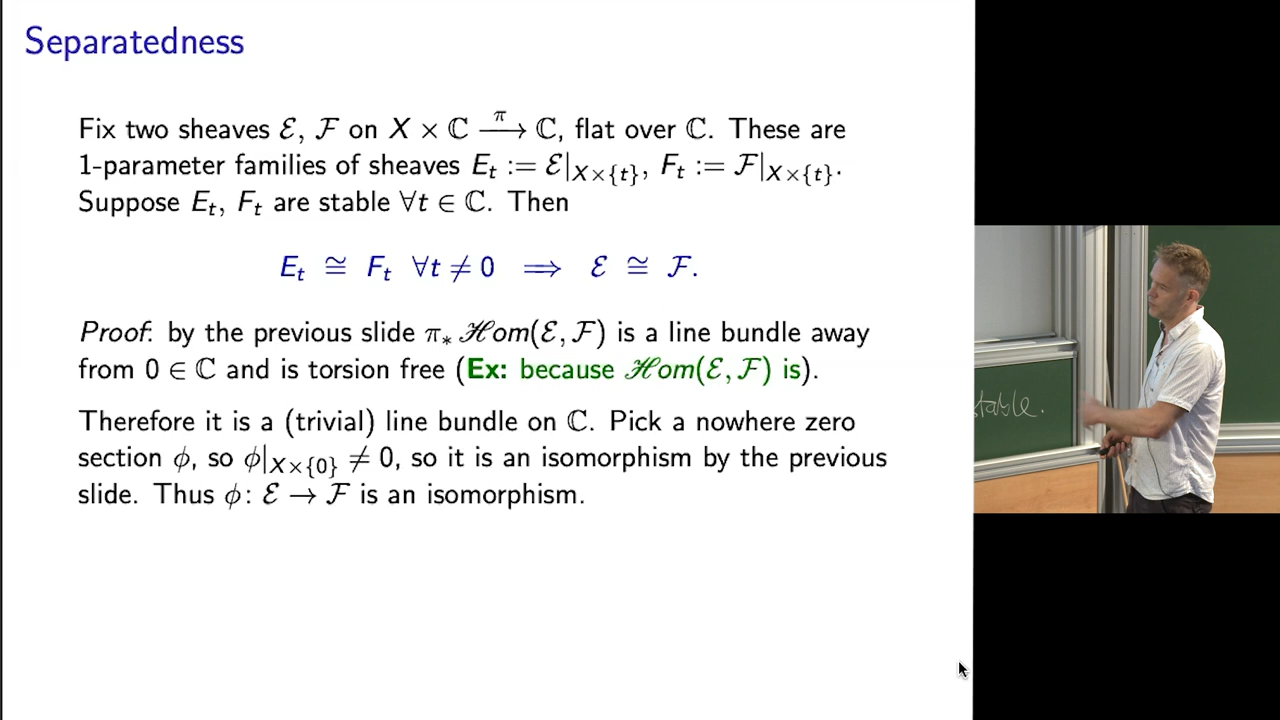 Separatedness
Fix two sheaves ℰ, ℱ on X × ℂ —π→ ℂ, flat over ℂ. These are
1-parameter families of sheaves E_t := ℰ|_{X×{t}}, F_t := ℱ|_{X×{t}}.
Suppose E_t, F_t are stable ∀t ∈ ℂ. Then
E_t ≅ F_t ∀t ≠ 0 ⟹ ℰ ≅ ℱ.
Proof: by the previous slide π_* ℋom(ℰ, ℱ) is a line bundle away
from 0 ∈ ℂ and is torsion free (Ex: because ℋom(ℰ, ℱ) is).
Therefore it is a (trivial) line bundle on ℂ. Pick a nowhere zero
section ϕ, so ϕ|_{X×{0}} ≠ 0, so it is an isomorphism by the previous
slide. Thus ϕ: ℰ → ℱ is an isomorphism.
stable.